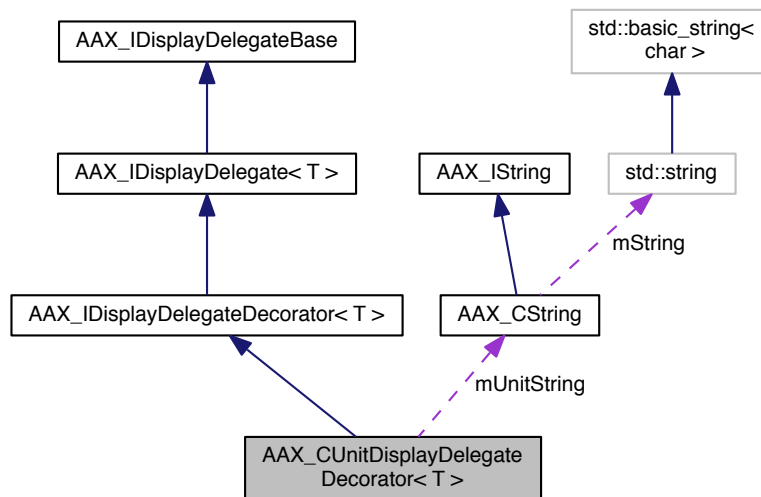 AAX_IDisplayDelegateBase
std::basic_string<
char >
AAX_IDisplayDelegate< T >
AAX_IString
std::string
mString
AAX_IDisplayDelegateDecorator< T >
AAX_CString
mUnitString
AAX_CUnitDisplayDelegate
Decorator< T >